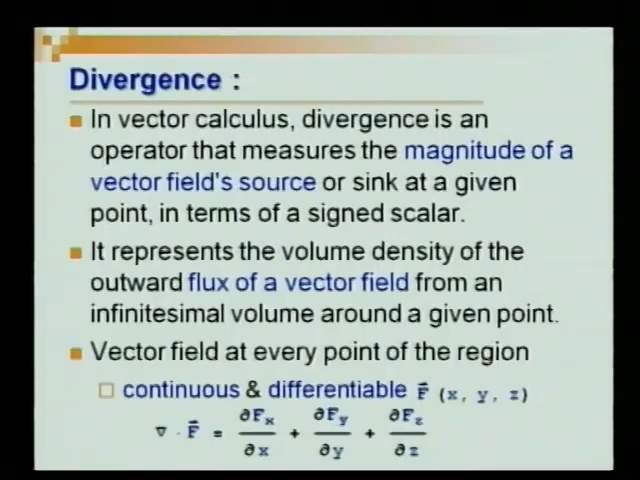 Divergence :
In vector calculus, divergence is an
operator that measures the magnitude of a
vector field's source or sink at a given
point, in terms of a signed scalar.
It represents the volume density of the
outward flux of a vector field from an
infinitesimal volume around a given point.
Vector field at every point of the region
continuous & differentiable F⃗ (x, y, z)
∇ · F⃗ = ∂Fx/∂x + ∂Fy/∂y + ∂Fz/∂z